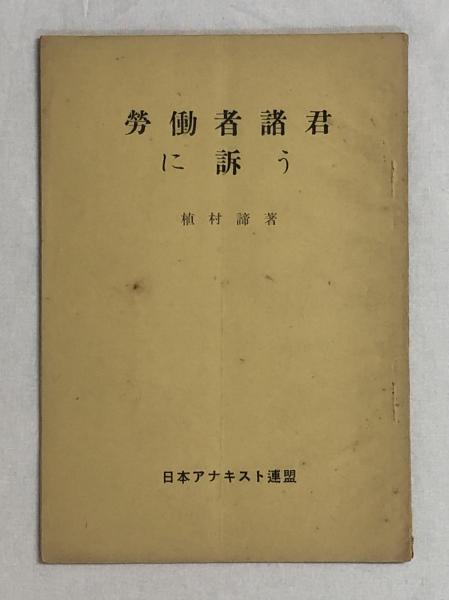 勞働者諸君
に訴う
植村諦著
日本アナキスト連盟